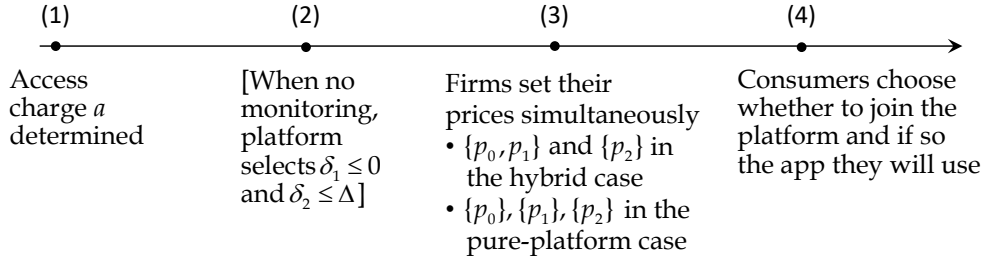 (1)
(2)
(3)
(4)
Access
charge a
determined
[When no
monitoring,
platform
selects δ₁ ≤ 0
and δ₂ ≤ Δ]
Firms set their
prices simultaneously
• {p₀, p₁} and {p₂} in
the hybrid case
• {p₀}, {p₁}, {p₂} in the
pure-platform case
Consumers choose
whether to join the
platform and if so
the app they will use